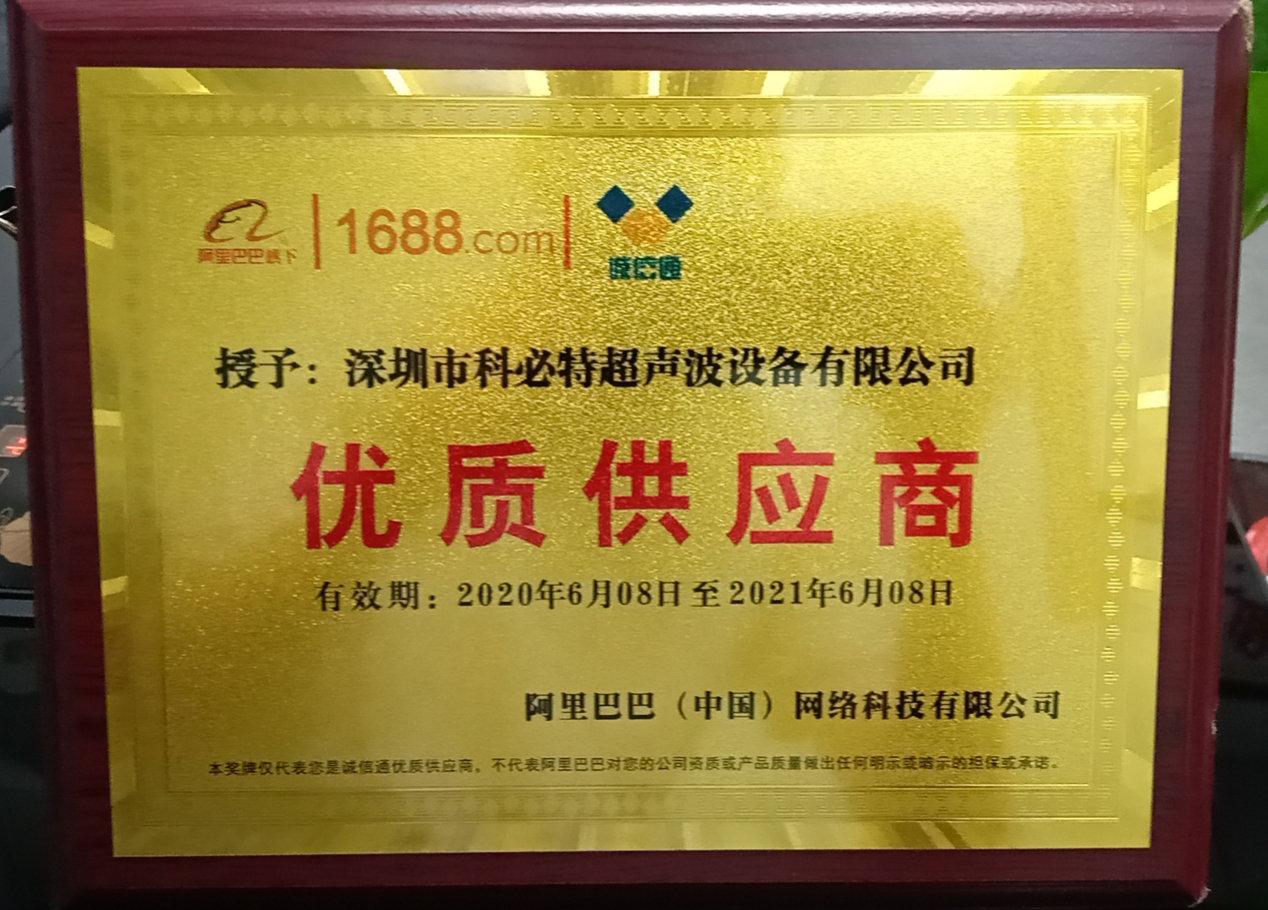 阿里巴巴旗下 1688.com 诚信通
授予：深圳市科必特超声波设备有限公司
优质供应商
有效期：2020年6月08日至2021年6月08日
阿里巴巴（中国）网络科技有限公司
本奖牌仅代表您是诚信通优质供应商，不代表阿里巴巴对您的公司资质或产品质量做出任何明示或暗示的担保或承诺。